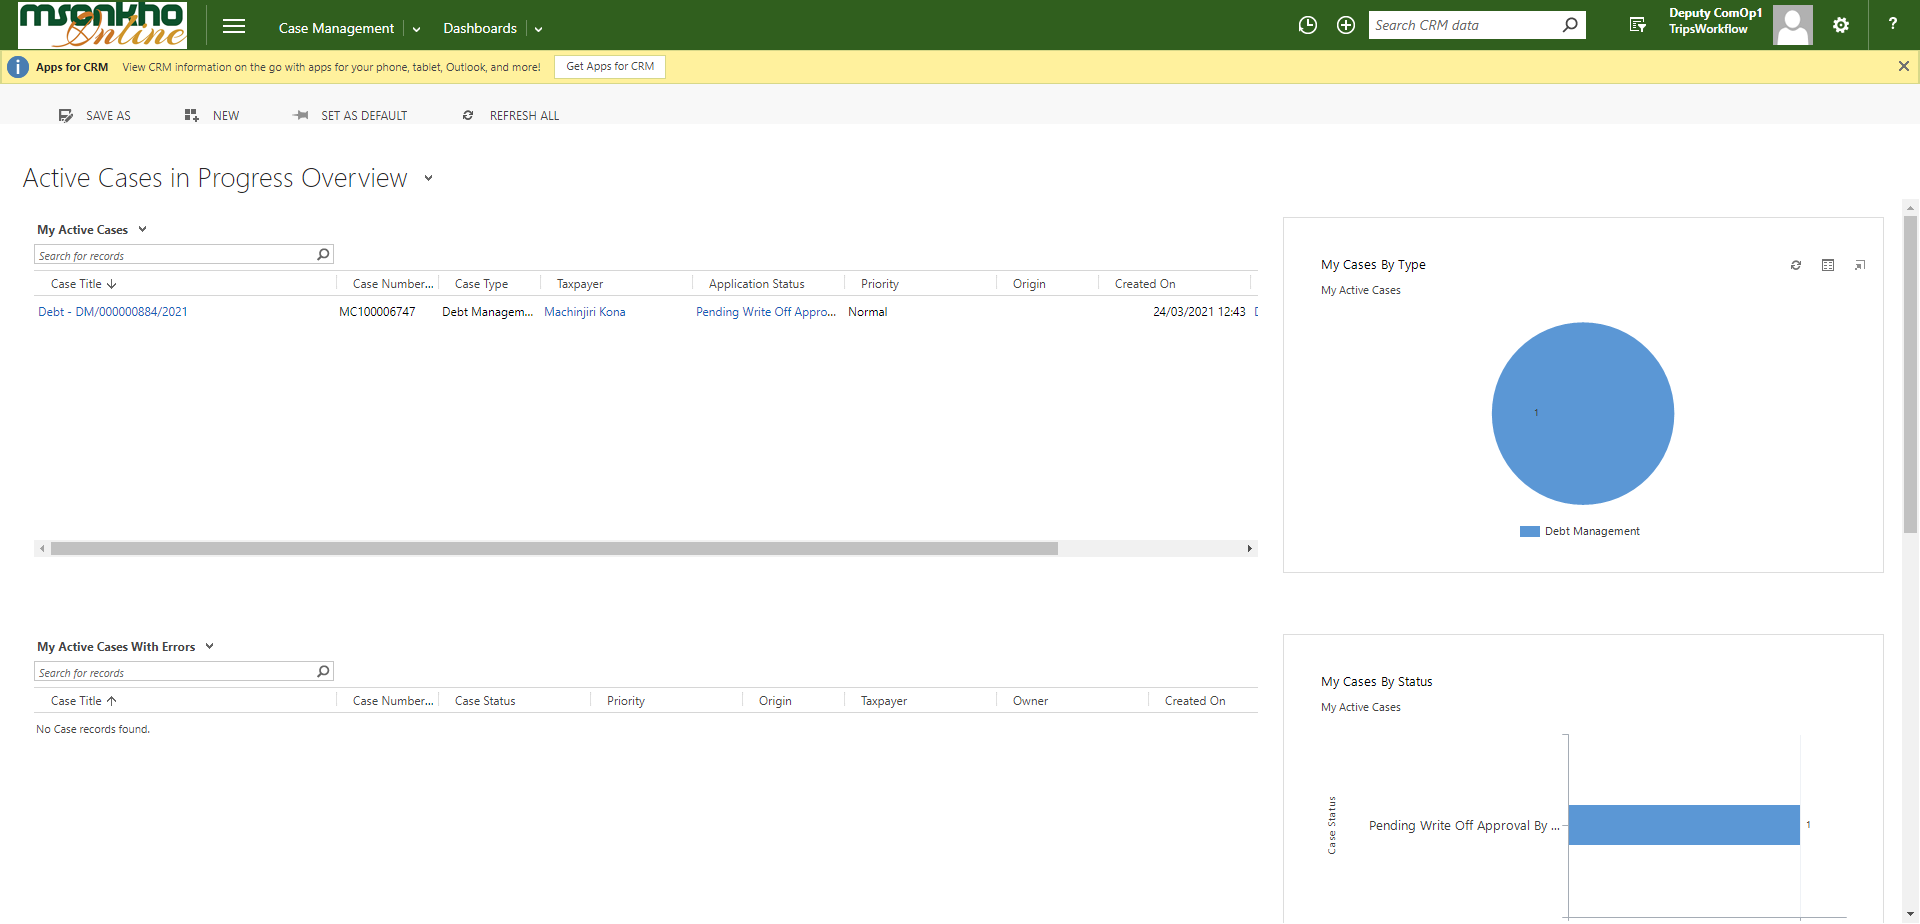 msonkho
Online
Case Management
Dashboards
Search CRM data
Deputy ComOp1
TripsWorkflow
?
i
Apps for CRM View CRM information on the go with apps for your phone, tablet, Outlook, and more! Get Apps for CRM
SAVE AS NEW SET AS DEFAULT REFRESH ALL
Active Cases in Progress Overview
My Active Cases
Search for records
Case Title Case Number... Case Type Taxpayer Application Status Priority Origin Created On
Debt - DM/000000884/2021 MC100006747 Debt Managem... Machinjiri Kona Pending Write Off Appro... Normal 24/03/2021 12:43
My Cases By Type
My Active Cases
1
Debt Management
My Active Cases With Errors
Search for records
Case Title Case Number... Case Status Priority Origin Taxpayer Owner Created On
No Case records found.
My Cases By Status
My Active Cases
Case Status
Pending Write Off Approval By ...
1